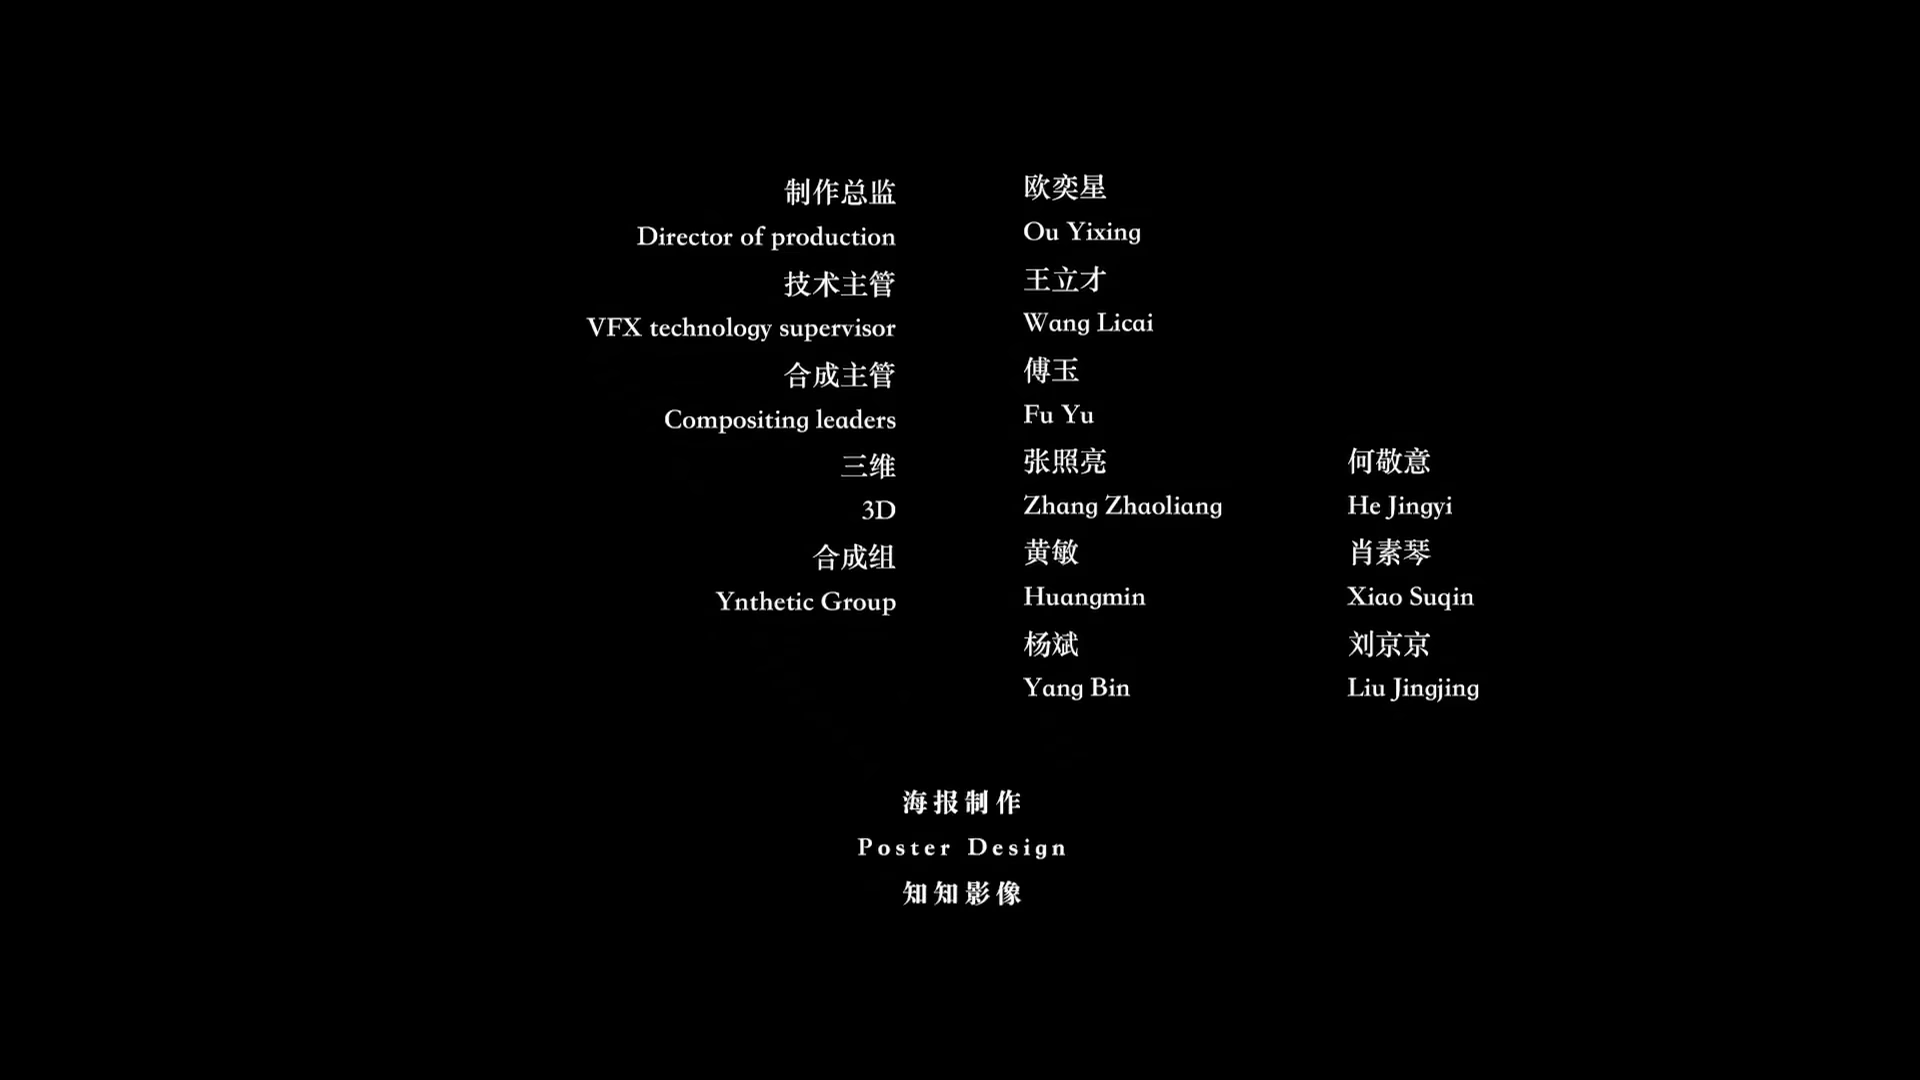 制作总监 欧奕星
Director of production Ou Yixing
技术主管 王立才
VFX technology supervisor Wang Licai
合成主管 傅玉
Compositing leaders Fu Yu
三维 张照亮 何敬意
3D Zhang Zhaoliang He Jingyi
合成组 黄敏 肖素琴
Ynthetic Group Huangmin Xiao Suqin
杨斌 刘京京
Yang Bin Liu Jingjing
海报制作
Poster Design
知知影像